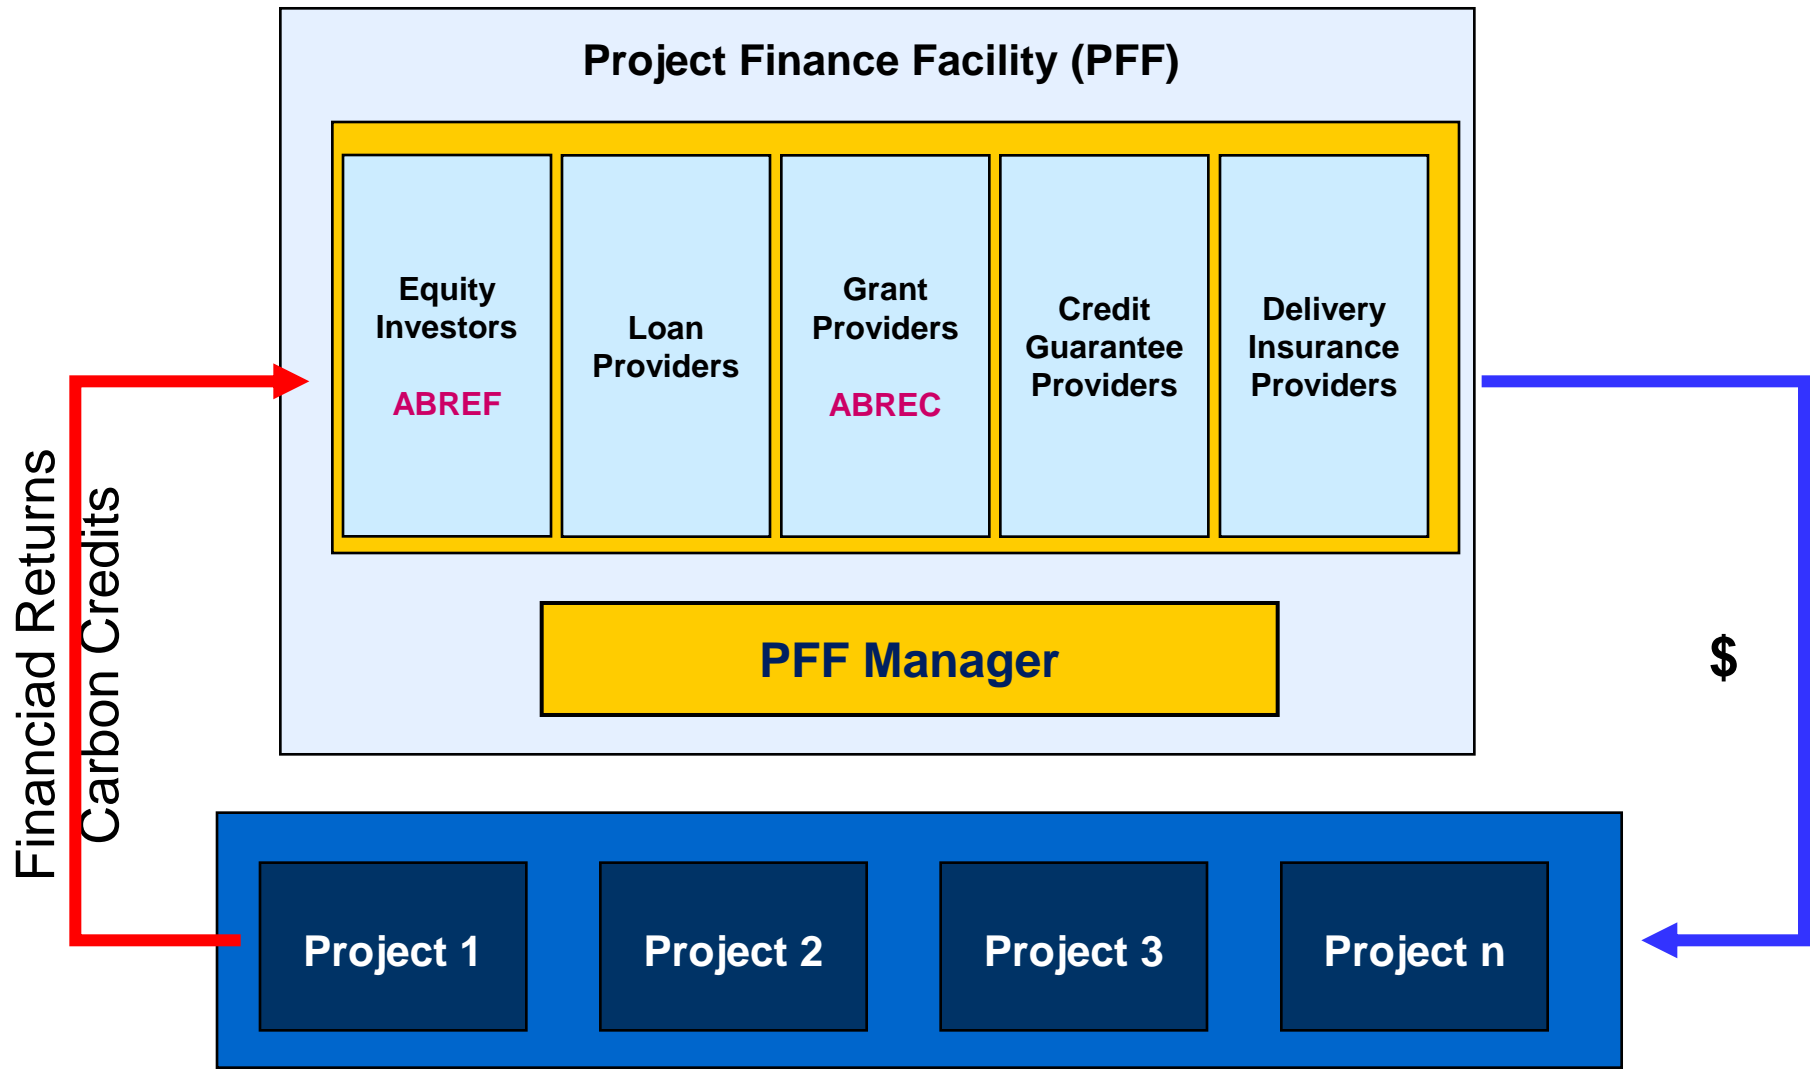 Project Finance Facility (PFF)
Equity
Investors
ABREF
Loan
Providers
Grant
Providers
ABREC
Credit
Guarantee
Providers
Delivery
Insurance
Providers
PFF Manager
Financiad Returns
Carbon Credits
$
Project 1
Project 2
Project 3
Project n